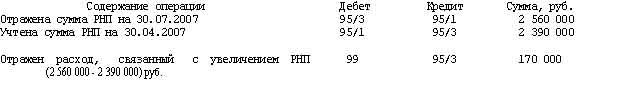 Содержание операции Дебет Кредит Сумма, руб.
Отражена сумма РНП на 30.07.2007 95/3 95/1 2 560 000
Учтена сумма РНП на 30.04.2007 95/1 95/3 2 390 000
Отражен расход, связанный с увеличением РНП 99 95/3 170 000
(2 560 000 - 2 390 000) руб.